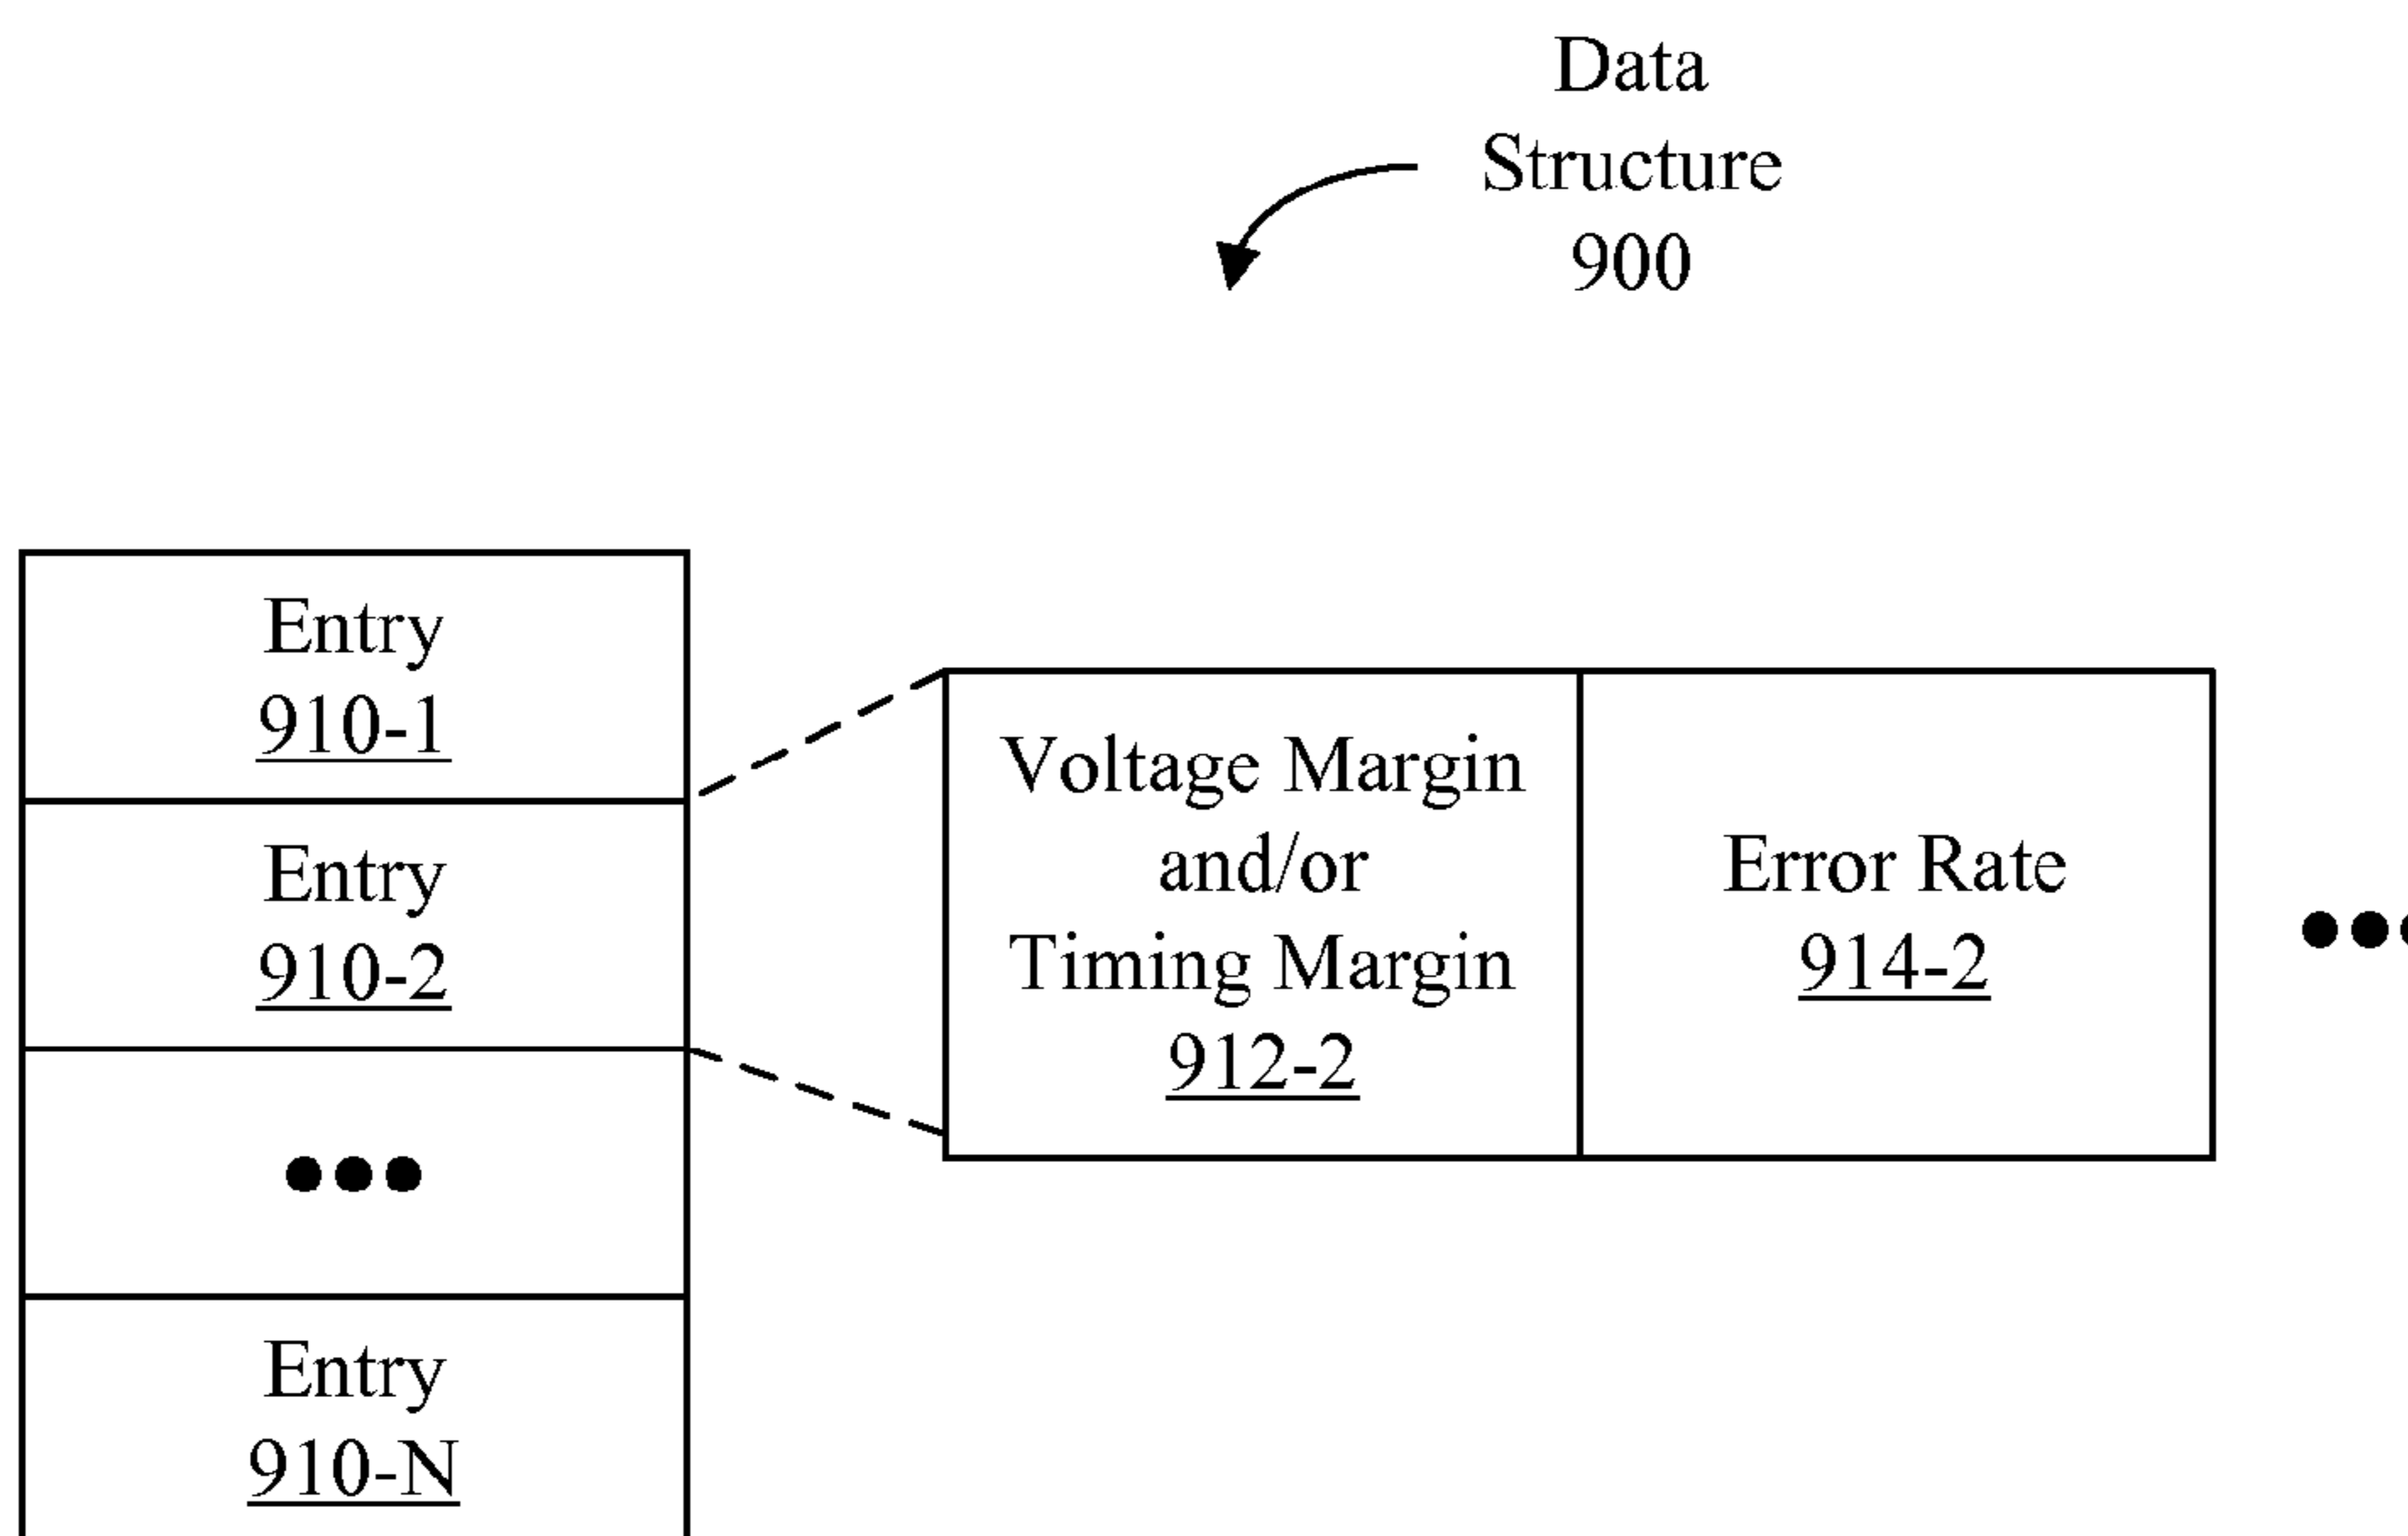 Data
Structure
900
Entry
910-1
Entry
910-2
•••
Entry
910-N
Voltage Margin
and/or
Timing Margin
912-2
Error Rate
914-2
•••